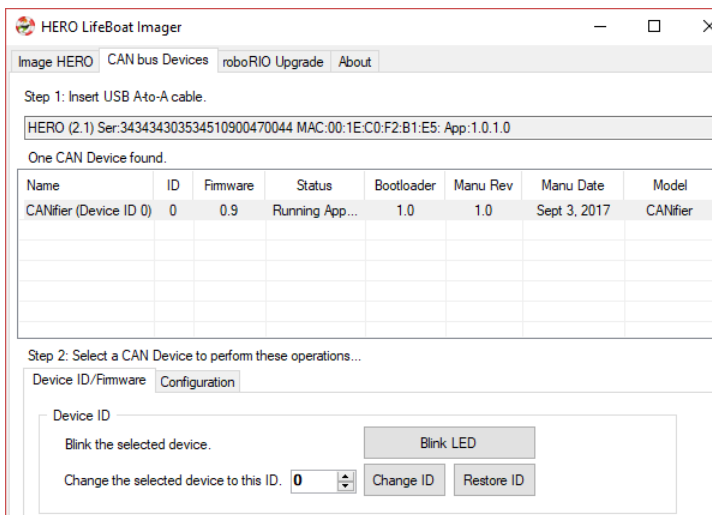 HERO LifeBoat Imager
Image HERO CAN bus Devices roboRIO Upgrade About
Step 1: Insert USB A-to-A cable.
HERO (2.1) Ser:343434303534510900470044 MAC:00:1E:C0:F2:B1:E5: App:1.0.1.0
One CAN Device found.
Name ID Firmware Status Bootloader Manu Rev Manu Date Model
CANifier (Device ID 0) 0 0.9 Running App... 1.0 1.0 Sept 3, 2017 CANifier
Step 2: Select a CAN Device to perfom these operations...
Device ID/Firmware Configuration
Device ID
Blink the selected device. Blink LED
Change the selected device to this ID. 0 Change ID Restore ID